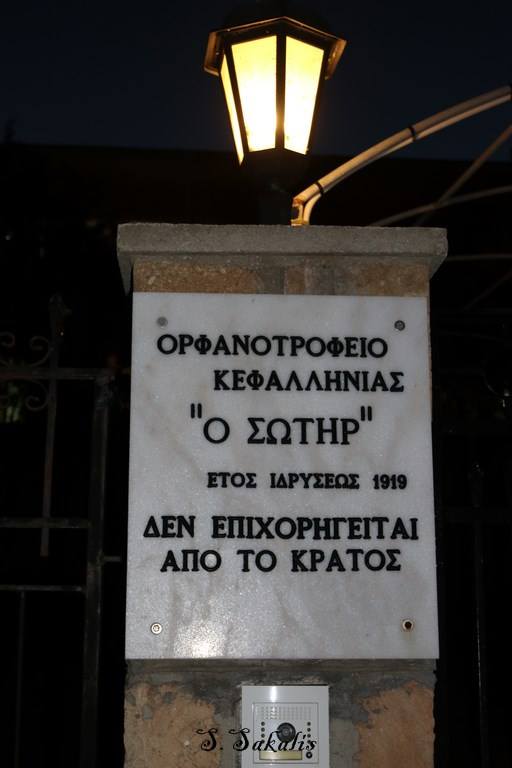 ΟΡΦΑΝΟΤΡΟΦΕΙΟ
ΚΕΦΑΛΛΗΝΙΑΣ
"Ο ΣΩΤΗΡ"
ΕΤΟΣ ΙΔΡΥΣΕΩΣ 1919
ΔΕΝ ΕΠΙΧΟΡΗΓΕΙΤΑΙ
ΑΠΟ ΤΟ ΚΡΑΤΟΣ
S. Sakalis